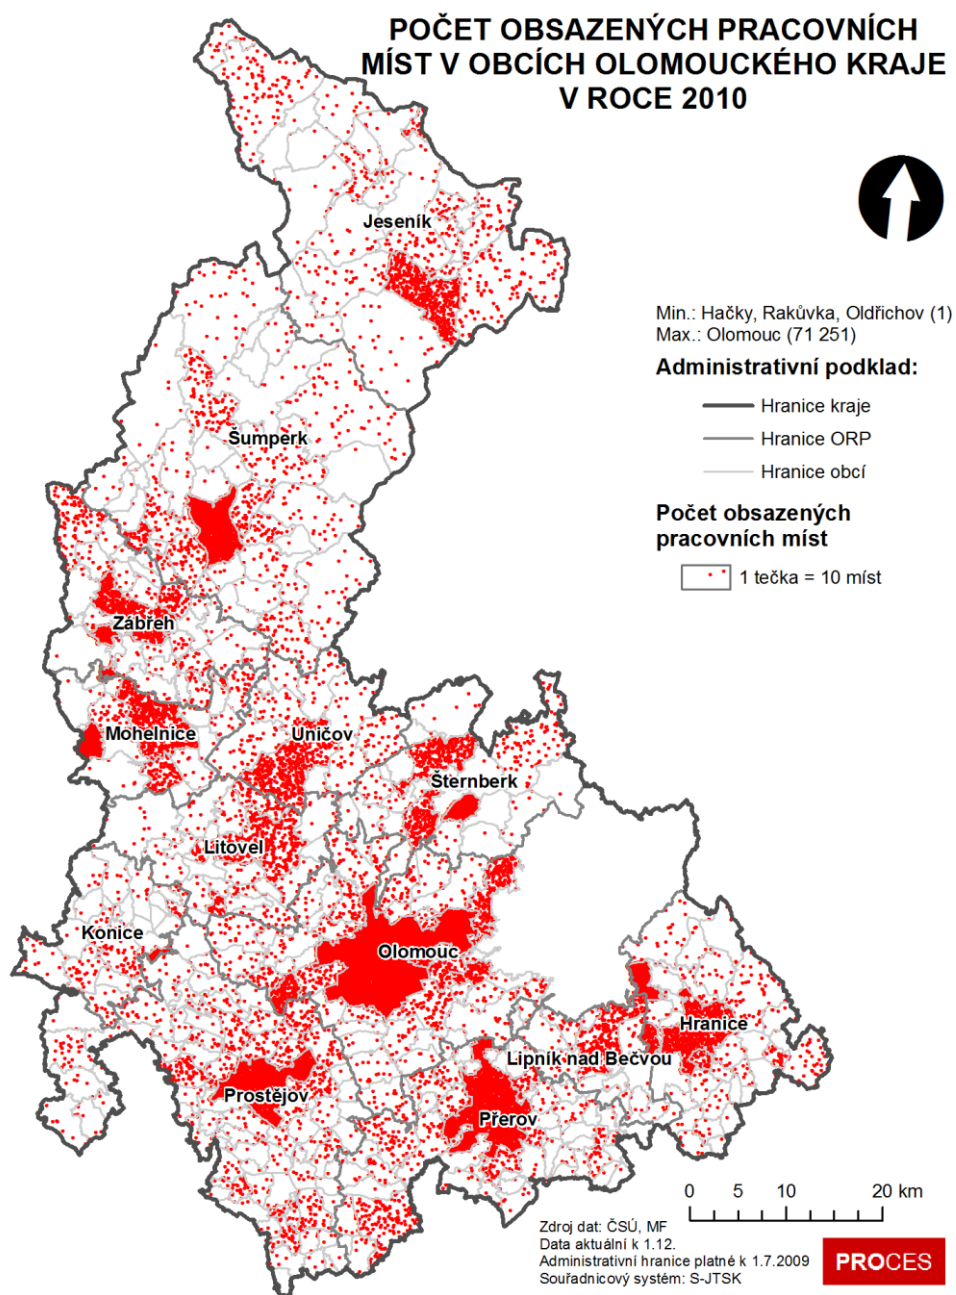 POČET OBSAZENÝCH PRACOVNÍCH
MÍST V OBCÍCH OLOMOUCKÉHO KRAJE
V ROCE 2010
Jeseník
Min.: Hačky, Rakůvka, Oldřichov (1)
Max.: Olomouc (71 251)
Administrativní podklad:
Hranice kraje
Hranice ORP
Hranice obcí
Počet obsazených
pracovních míst
1 tečka = 10 míst
Šumperk
Zábřeh
Mohelnice
Uničov
Šternberk
Litovel
Konice
Olomouc
Hranice
Lipník nad Bečvou
Prostějov
Přerov
0 5 10 20 km
Zdroj dat: ČSÚ, MF
Data aktuální k 1.12.
Administrativní hranice platné k 1.7.2009
Souřadnicový systém: S-JTSK
PROCES